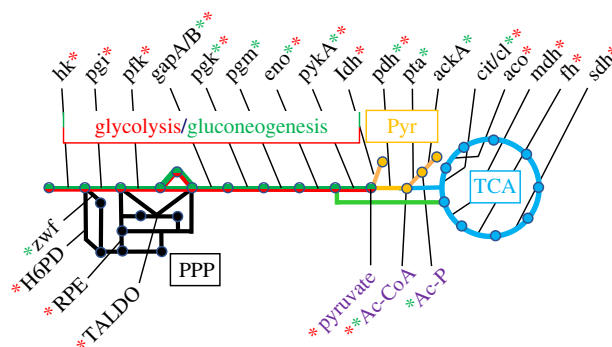 hk*
pgi*
pfk*
gapA/B**
pgk**
pgm*
eno**
pykA**
ldh*
pdh**
pta*
ackA*
cit/cl**
aco*
mdh*
fh*
sdh*
glycolysis/gluconeogenesis
Pyr
TCA
PPP
*zwf
*H6PD
*RPE
*TALDO
*pyruvate
**Ac-CoA
*Ac-P